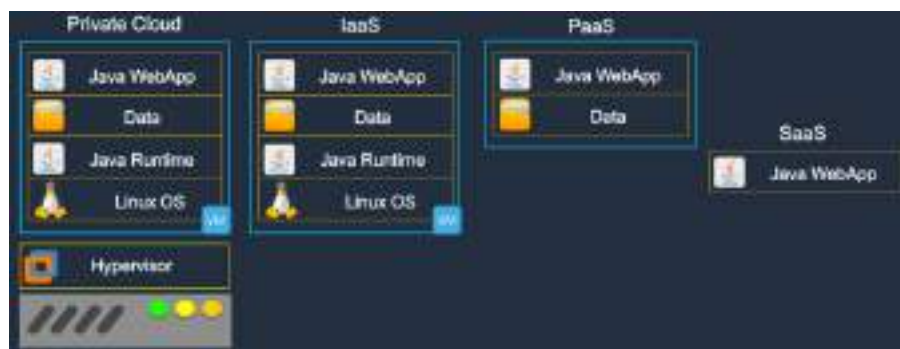 Private Cloud
IaaS
PaaS
Java WebApp
Data
Java Runtime
Linux OS
VM
Hypervisor
Java WebApp
Data
Java Runtime
Linux OS
VM
Java WebApp
Data
SaaS
Java WebApp